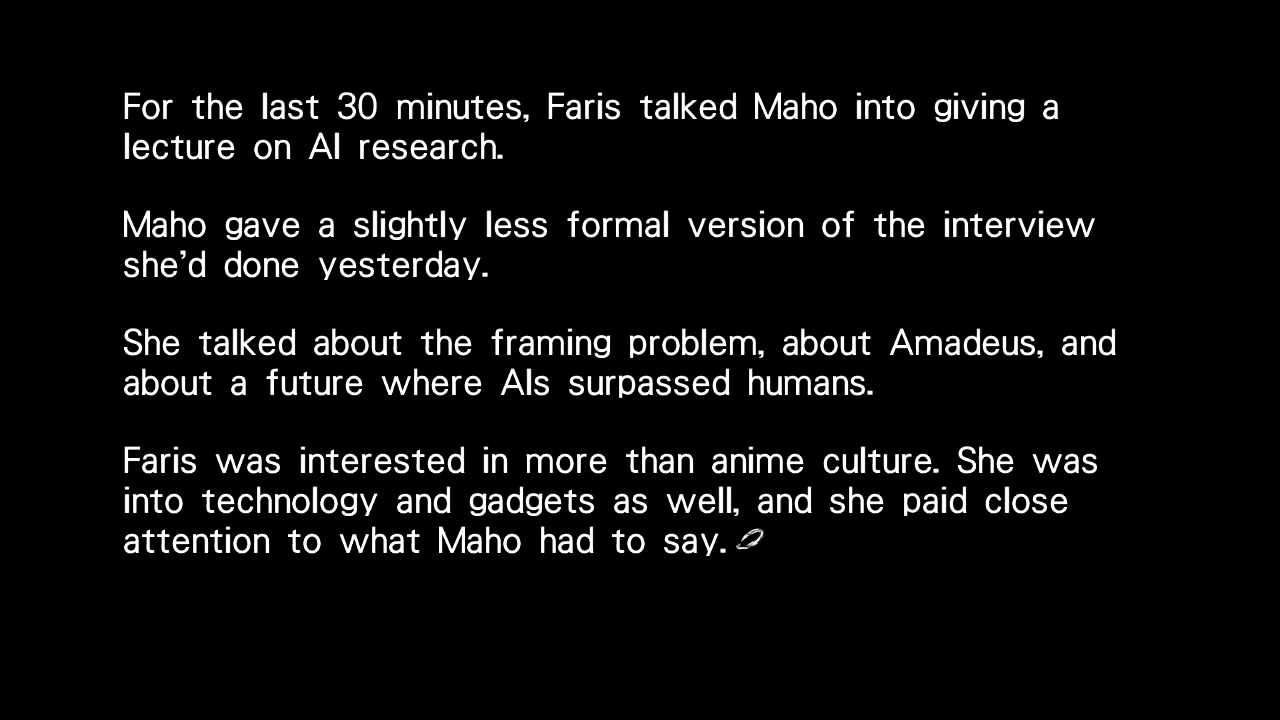 For the last 30 minutes, Faris talked Maho into giving a
lecture on AI research.
Maho gave a slightly less formal version of the interview
she’d done yesterday.
She talked about the framing problem, about Amadeus, and
about a future where AIs surpassed humans.
Faris was interested in more than anime culture. She was
into technology and gadgets as well, and she paid close
attention to what Maho had to say.